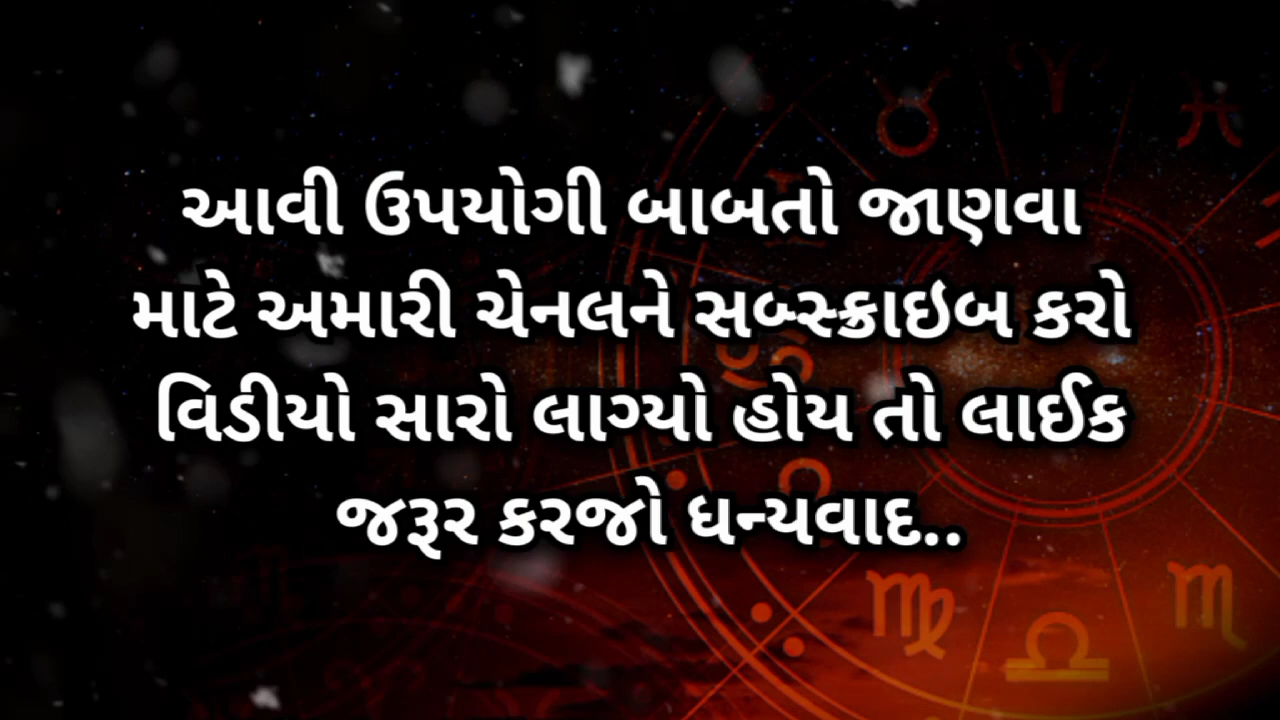 આવી ઉપયોગી બાબતો જાણવા
માટે અમારી ચેનલને સબ્સ્ક્રાઇબ કરો
વિડીયો સારો લાગ્યો હોય તો લાઈક
જરૂર કરજો ધન્યવાદ..